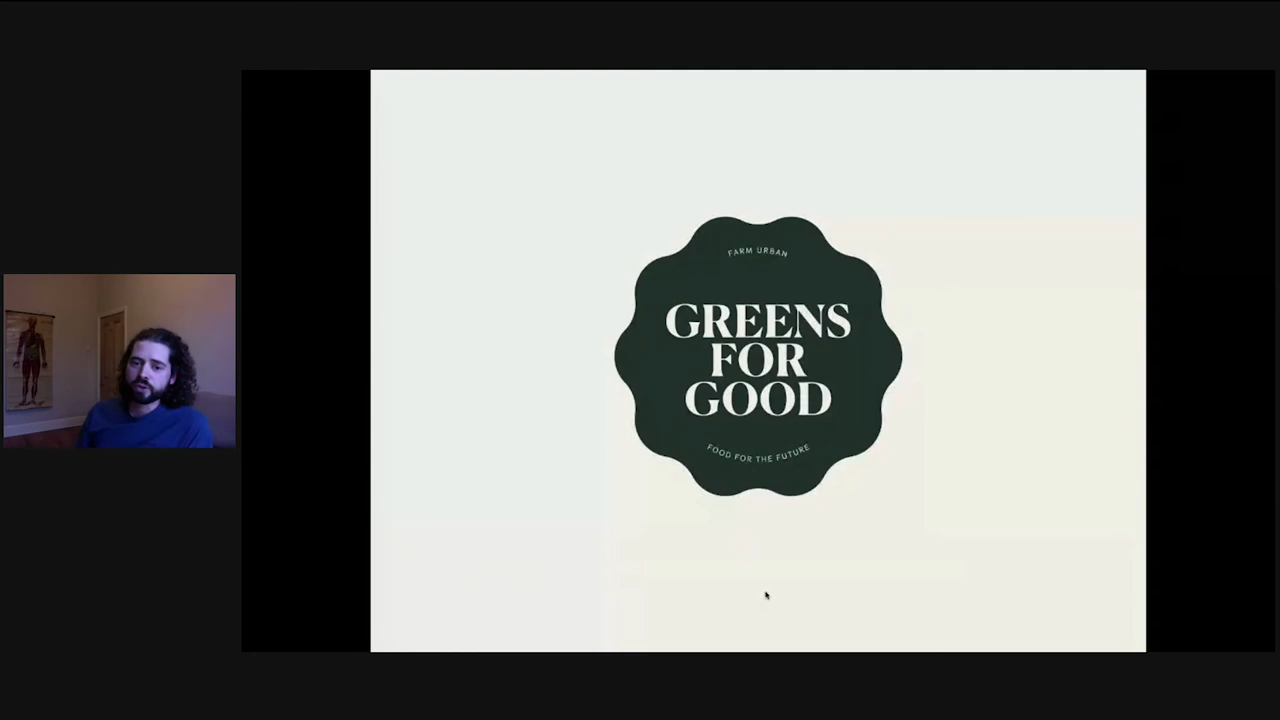 FARM URBAN
GREENS
FOR
GOOD
FOOD FOR THE FUTURE